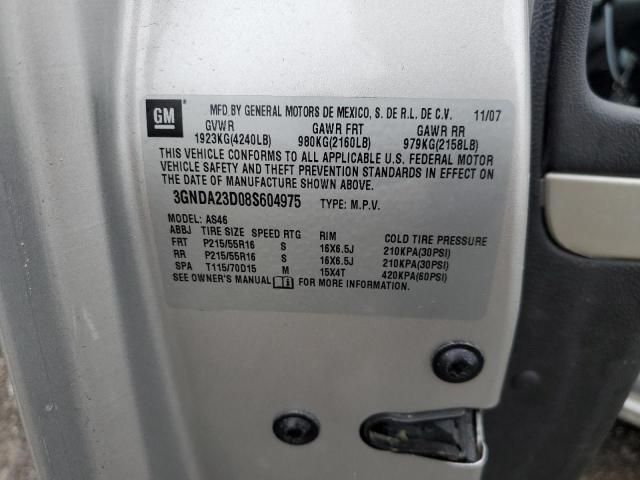 GM MFD BY GENERAL MOTORS DE MEXICO, S. DE R.L. DE C.V. 11/07
GVWR GAWR FRT GAWR RR
1923KG(4240LB) 980KG(2160LB) 979KG(2158LB)
THIS VEHICLE CONFORMS TO ALL APPLICABLE U.S. FEDERAL MOTOR
VEHICLE SAFETY AND THEFT PREVENTION STANDARDS IN EFFECT ON
THE DATE OF MANUFACTURE SHOWN ABOVE.
3GNDA23D08S604975 TYPE: M.P.V.
MODEL: AS46
ABBJ TIRE SIZE SPEED RTG RIM COLD TIRE PRESSURE
FRT P215/55R16 S 16X6.5J 210KPA(30PSI)
RR P215/55R16 S 16X6.5J 210KPA(30PSI)
SPA T115/70D15 M 15X4T 420KPA(60PSI)
SEE OWNER'S MANUAL FOR MORE INFORMATION.